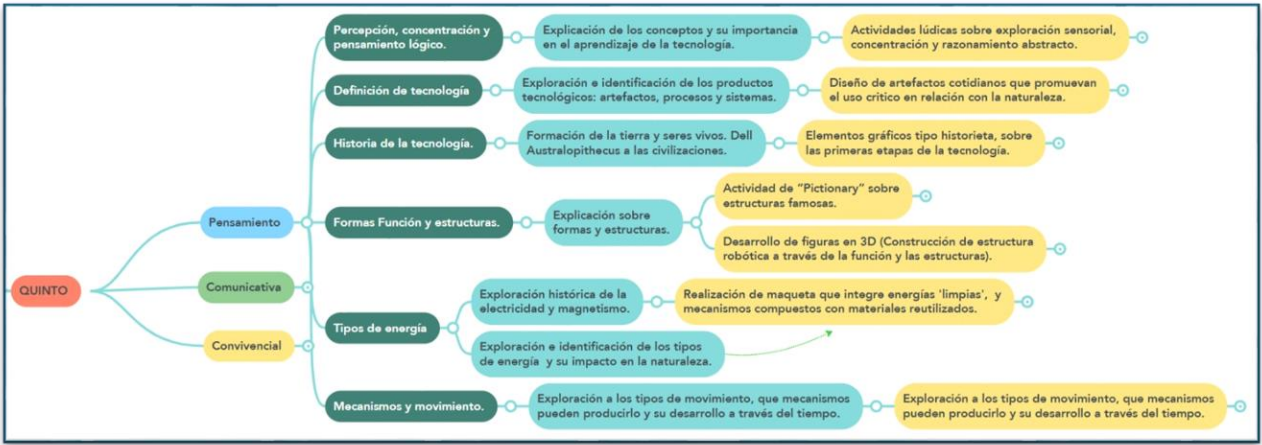 QUINTO
Pensamiento
Percepción, concentración y
pensamiento lógico.
Explicación de los conceptos y su importancia
en el aprendizaje de la tecnología.
Actividades lúdicas sobre exploración sensorial,
concentración y razonamiento abstracto.
Definición de tecnología
Exploración e identificación de los productos
tecnológicos: artefactos, procesos y sistemas.
Diseño de artefactos cotidianos que promuevan
el uso critico en relación con la naturaleza.
Historia de la tecnología.
Formación de la tierra y seres vivos. Dell
Australopithecus a las civilizaciones.
Elementos gráficos tipo historieta, sobre
las primeras etapas de la tecnología.
Formas Función y estructuras.
Explicación sobre
formas y estructuras.
Actividad de “Pictionary” sobre
estructuras famosas.
Desarrollo de figuras en 3D (Construcción de estructura
robótica a través de la función y las estructuras).
Tipos de energía
Exploración histórica de la
electricidad y magnetismo.
Realización de maqueta que integre energías 'limpias', y
mecanismos compuestos con materiales reutilizados.
Exploración e identificación de los tipos
de energía y su impacto en la naturaleza.
Mecanismos y movimiento.
Exploración a los tipos de movimiento, que mecanismos
pueden producirlo y su desarrollo a través del tiempo.
Exploración a los tipos de movimiento, que mecanismos
pueden producirlo y su desarrollo a través del tiempo.
Comunicativa
Convivencial